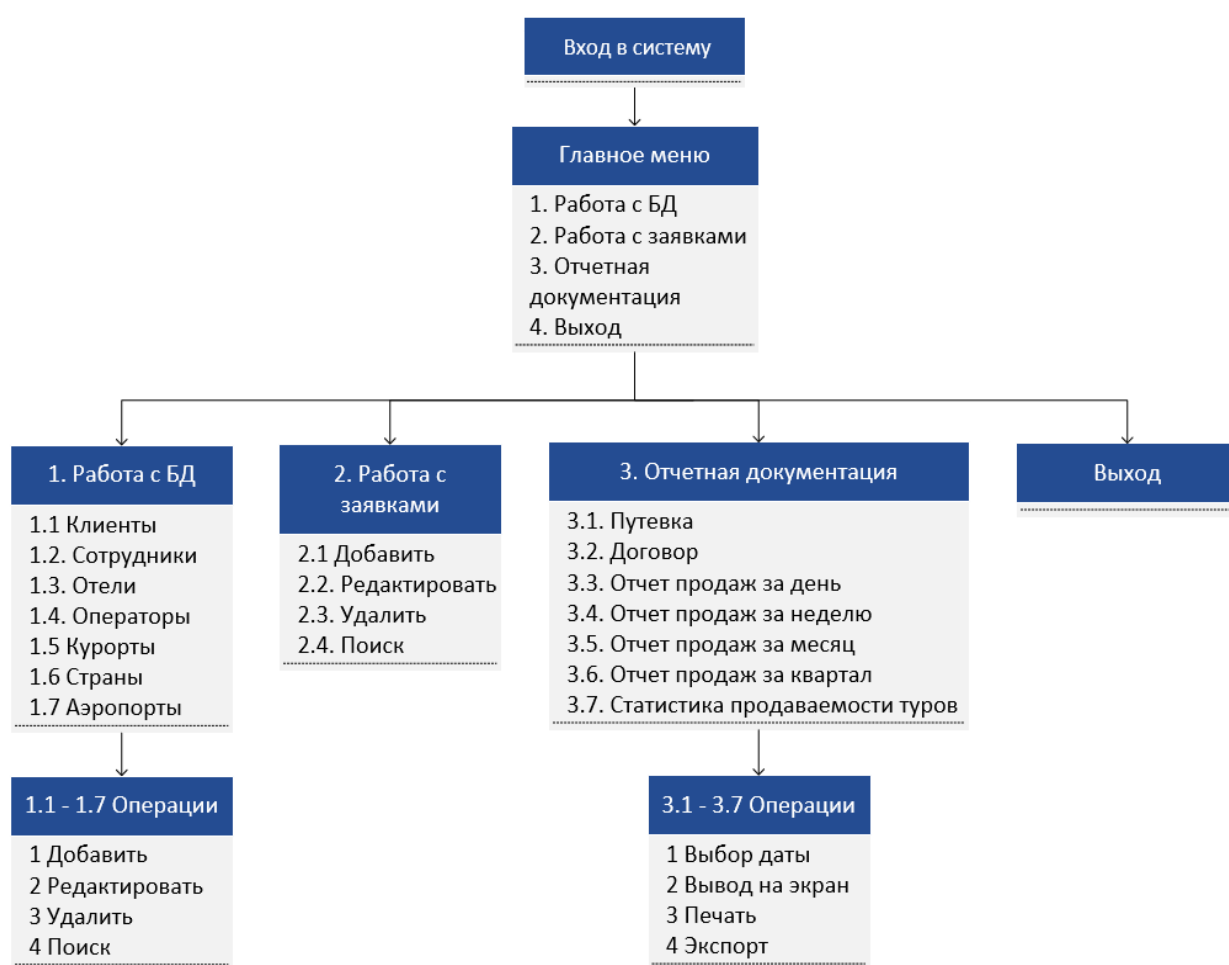 Вход в систему
Главное меню
1. Работа с БД
2. Работа с заявками
3. Отчетная
документация
4. Выход
1. Работа с БД
1.1 Клиенты
1.2. Сотрудники
1.3. Отели
1.4. Операторы
1.5 Курорты
1.6 Страны
1.7 Аэропорты
2. Работа с
заявками
2.1 Добавить
2.2. Редактировать
2.3. Удалить
2.4. Поиск
3. Отчетная документация
3.1. Путевка
3.2. Договор
3.3. Отчет продаж за день
3.4. Отчет продаж за неделю
3.5. Отчет продаж за месяц
3.6. Отчет продаж за квартал
3.7. Статистика продаваемости туров
Выход
1.1 - 1.7 Операции
1 Добавить
2 Редактировать
3 Удалить
4 Поиск
3.1 - 3.7 Операции
1 Выбор даты
2 Вывод на экран
3 Печать
4 Экспорт